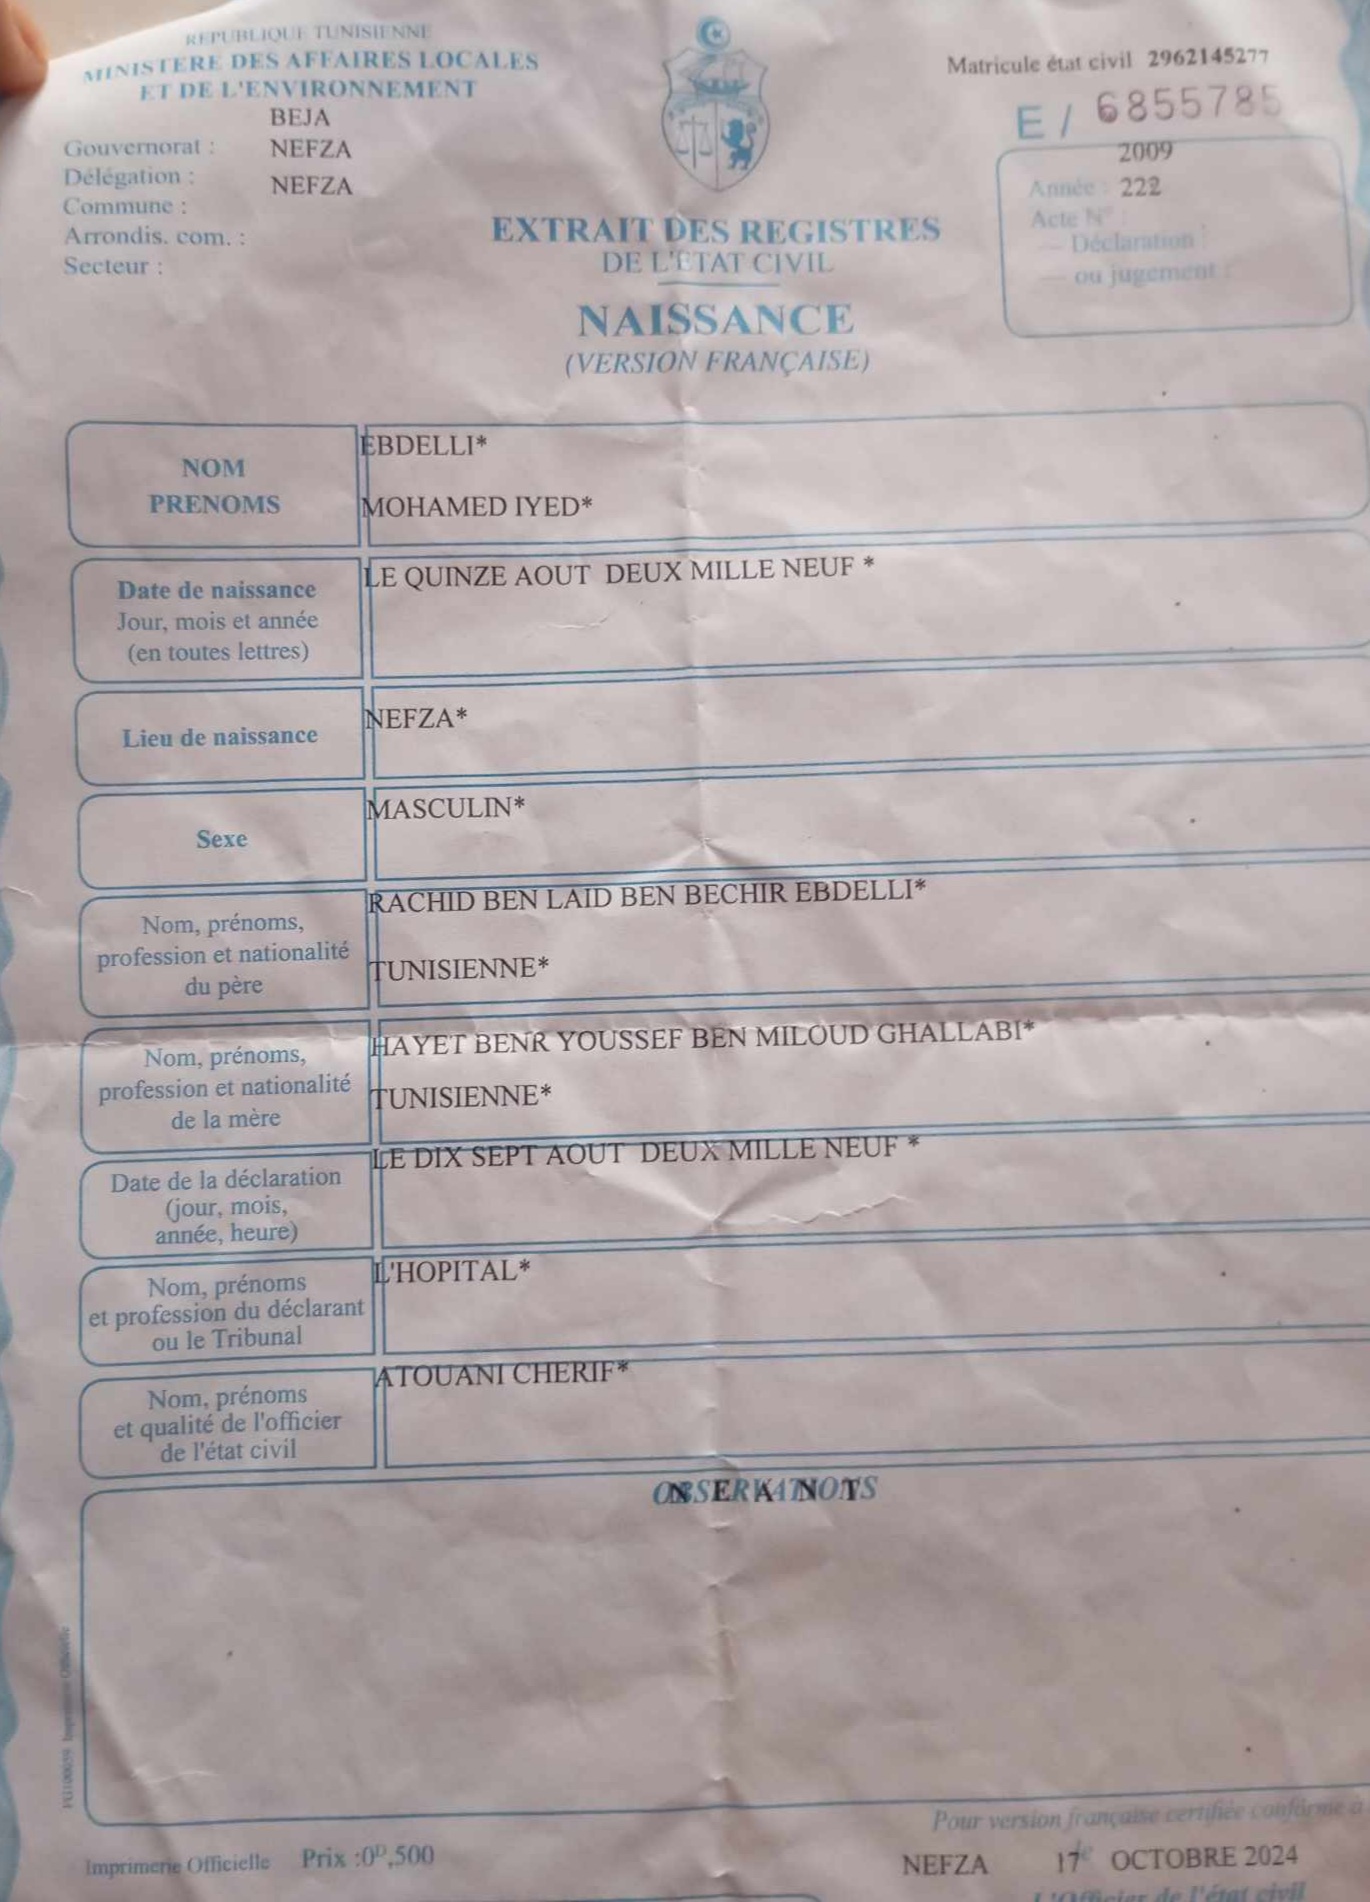 REPUBLIQUE TUNISIENNE
MINISTERE DES AFFAIRES LOCALES
ET DE L'ENVIRONNEMENT
BEJA
Gouvernorat : NEFZA
Délégation :
NEFZA
Commune :
Arrondis. com. :
Secteur :
Matricule état civil 2962145277
E / 6855785
2009
Année : 222
Acte N° :
— Déclaration :
— ou jugement :
EXTRAIT DES REGISTRES
DE L'ETAT CIVIL
NAISSANCE
(VERSION FRANÇAISE)
NOM
EBDELLI*
PRENOMS
MOHAMED IYED*
Date de naissance
Jour, mois et année
(en toutes lettres)
LE QUINZE AOUT DEUX MILLE NEUF *
Lieu de naissance
NEFZA*
Sexe
MASCULIN*
Nom, prénoms,
profession et nationalité
du père
RACHID BEN LAID BEN BECHIR EBDELLI*
TUNISIENNE*
Nom, prénoms,
profession et nationalité
de la mère
HAYET BENR YOUSSEF BEN MILOUD GHALLABI*
TUNISIENNE*
Date de la déclaration
(jour, mois,
année, heure)
LE DIX SEPT AOUT DEUX MILLE NEUF *
Nom, prénoms
et profession du déclarant
ou le Tribunal
L'HOPITAL*
Nom, prénoms
et qualité de l'officier
de l'état civil
ATOUANI CHERIF*
OBSERVATIONS
N E A N T
Imprimerie Officielle
Prix :0ᴰ,500
Pour version française certifiée conforme a
NEFZA 17 OCTOBRE 2024
L'Officier de l'état civil